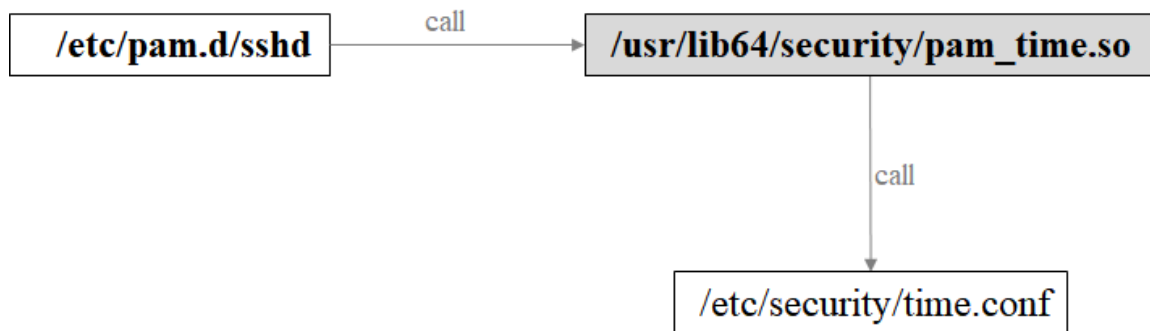 /etc/pam.d/sshd
call
/usr/lib64/security/pam_time.so
call
/etc/security/time.conf